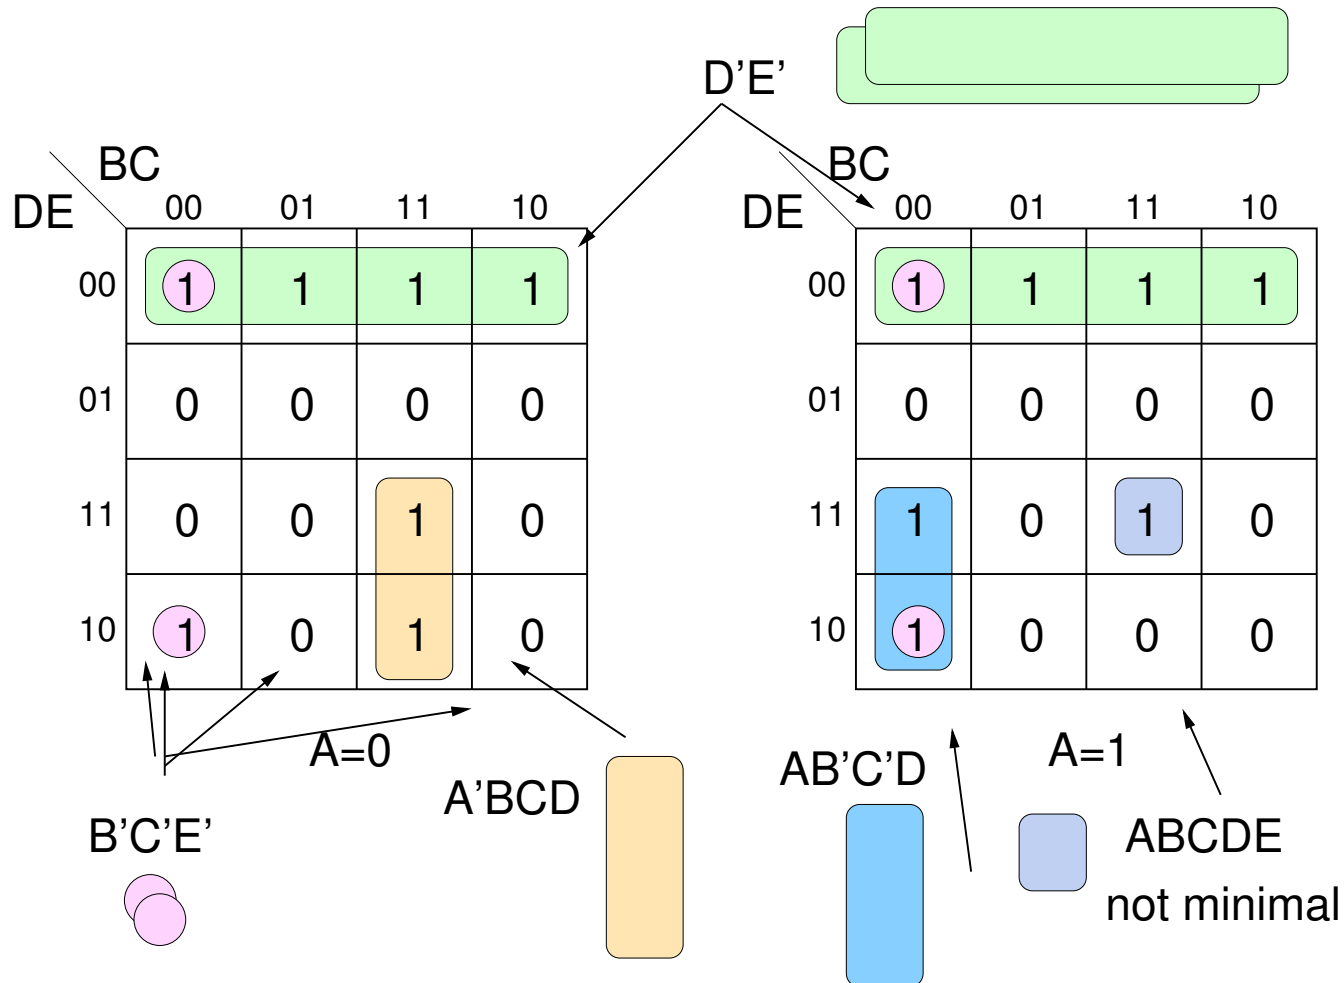 D'E'
BC
BC
DE 00 01 11 10
DE 00 01 11 10
00 1 1 1 1
00 1 1 1 1
01 0 0 0 0
01 0 0 0 0
11 0 0 1 0
11 1 0 1 0
10 1 0 1 0
10 1 0 0 0
A=0
A=1
AB'C'D
A'BCD
B'C'E'
ABCDE
not minimal